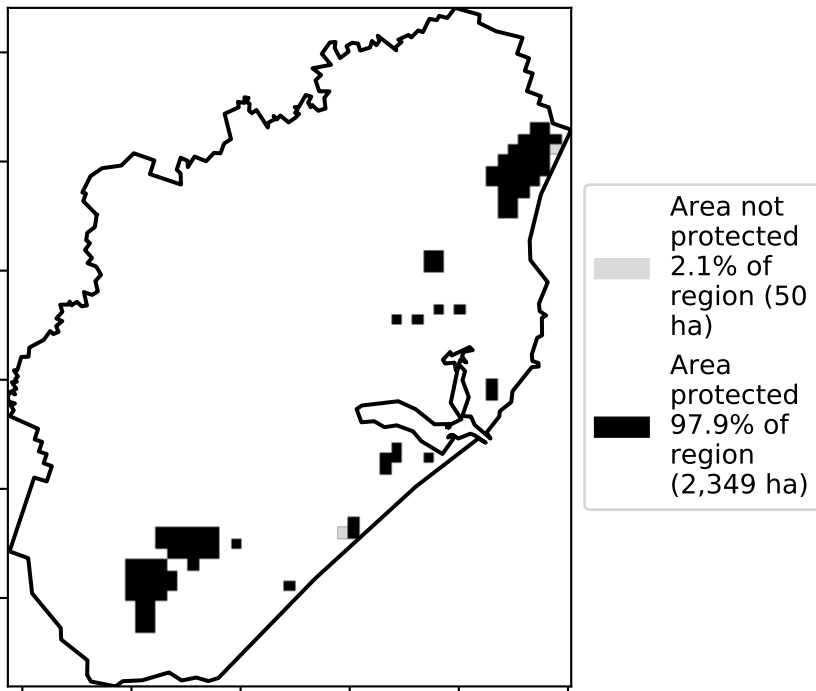 Area not
protected
2.1% of
region (50
ha)
Area
protected
97.9% of
region
(2,349 ha)